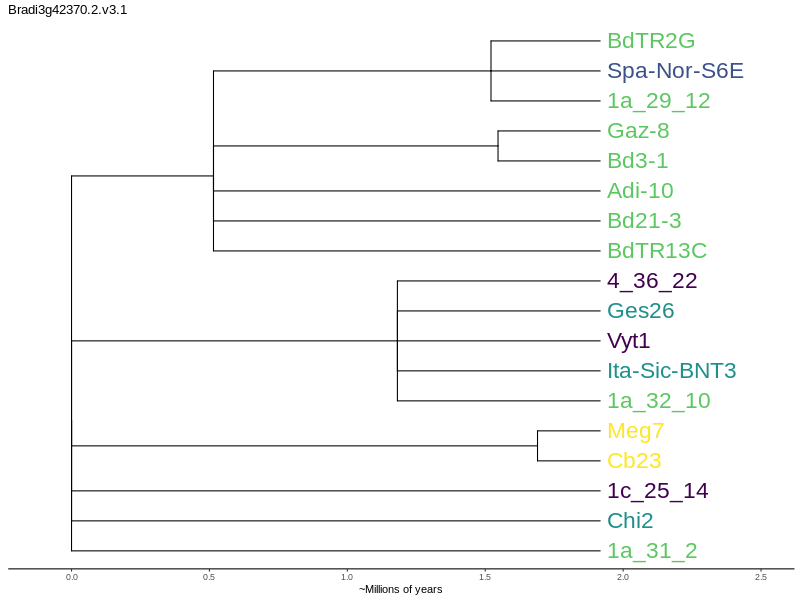 Bradi3g42370.2.v3.1
BdTR2G
Spa-Nor-S6E
1a_29_12
Gaz-8
Bd3-1
Adi-10
Bd21-3
BdTR13C
4_36_22
Ges26
Vyt1
Ita-Sic-BNT3
1a_32_10
Meg7
Cb23
1c_25_14
Chi2
1a_31_2
0.0 0.5 1.0 1.5 2.0 2.5
~Millions of years